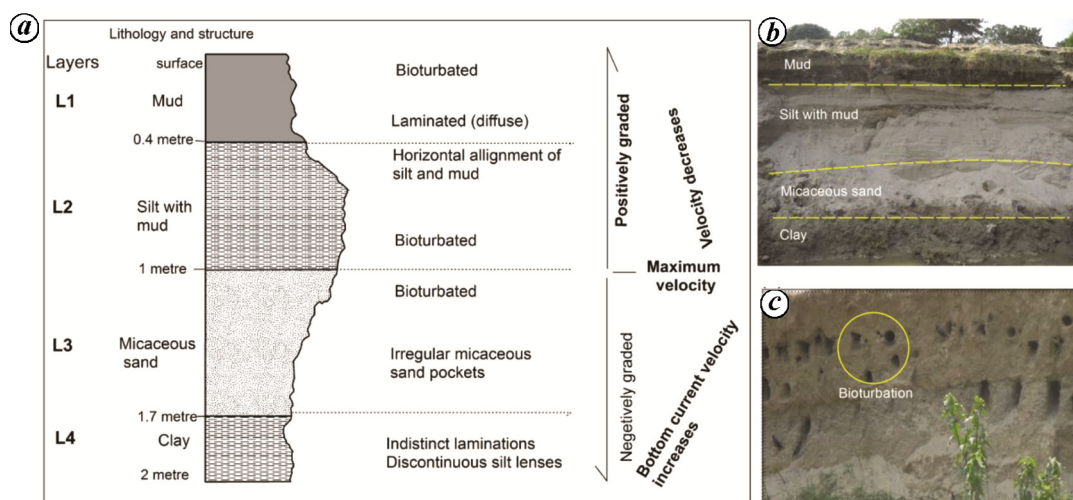 a
Lithology and structure
Layers
surface
L1
Mud
Bioturbated
Laminated (diffuse)
0.4 metre
Horizontal allignment of
silt and mud
L2
Silt with
mud
Bioturbated
1 metre
Bioturbated
L3
Micaceous
sand
Irregular micaceous
sand pockets
1.7 metre
L4
Clay
Indistinct laminations
Discontinuous silt lenses
2 metre
Positively graded
Velocity decreases
Maximum
velocity
Negetively graded
Bottom current velocity
increases
b
Mud
Silt with mud
Micaceous sand
Clay
c
Bioturbation